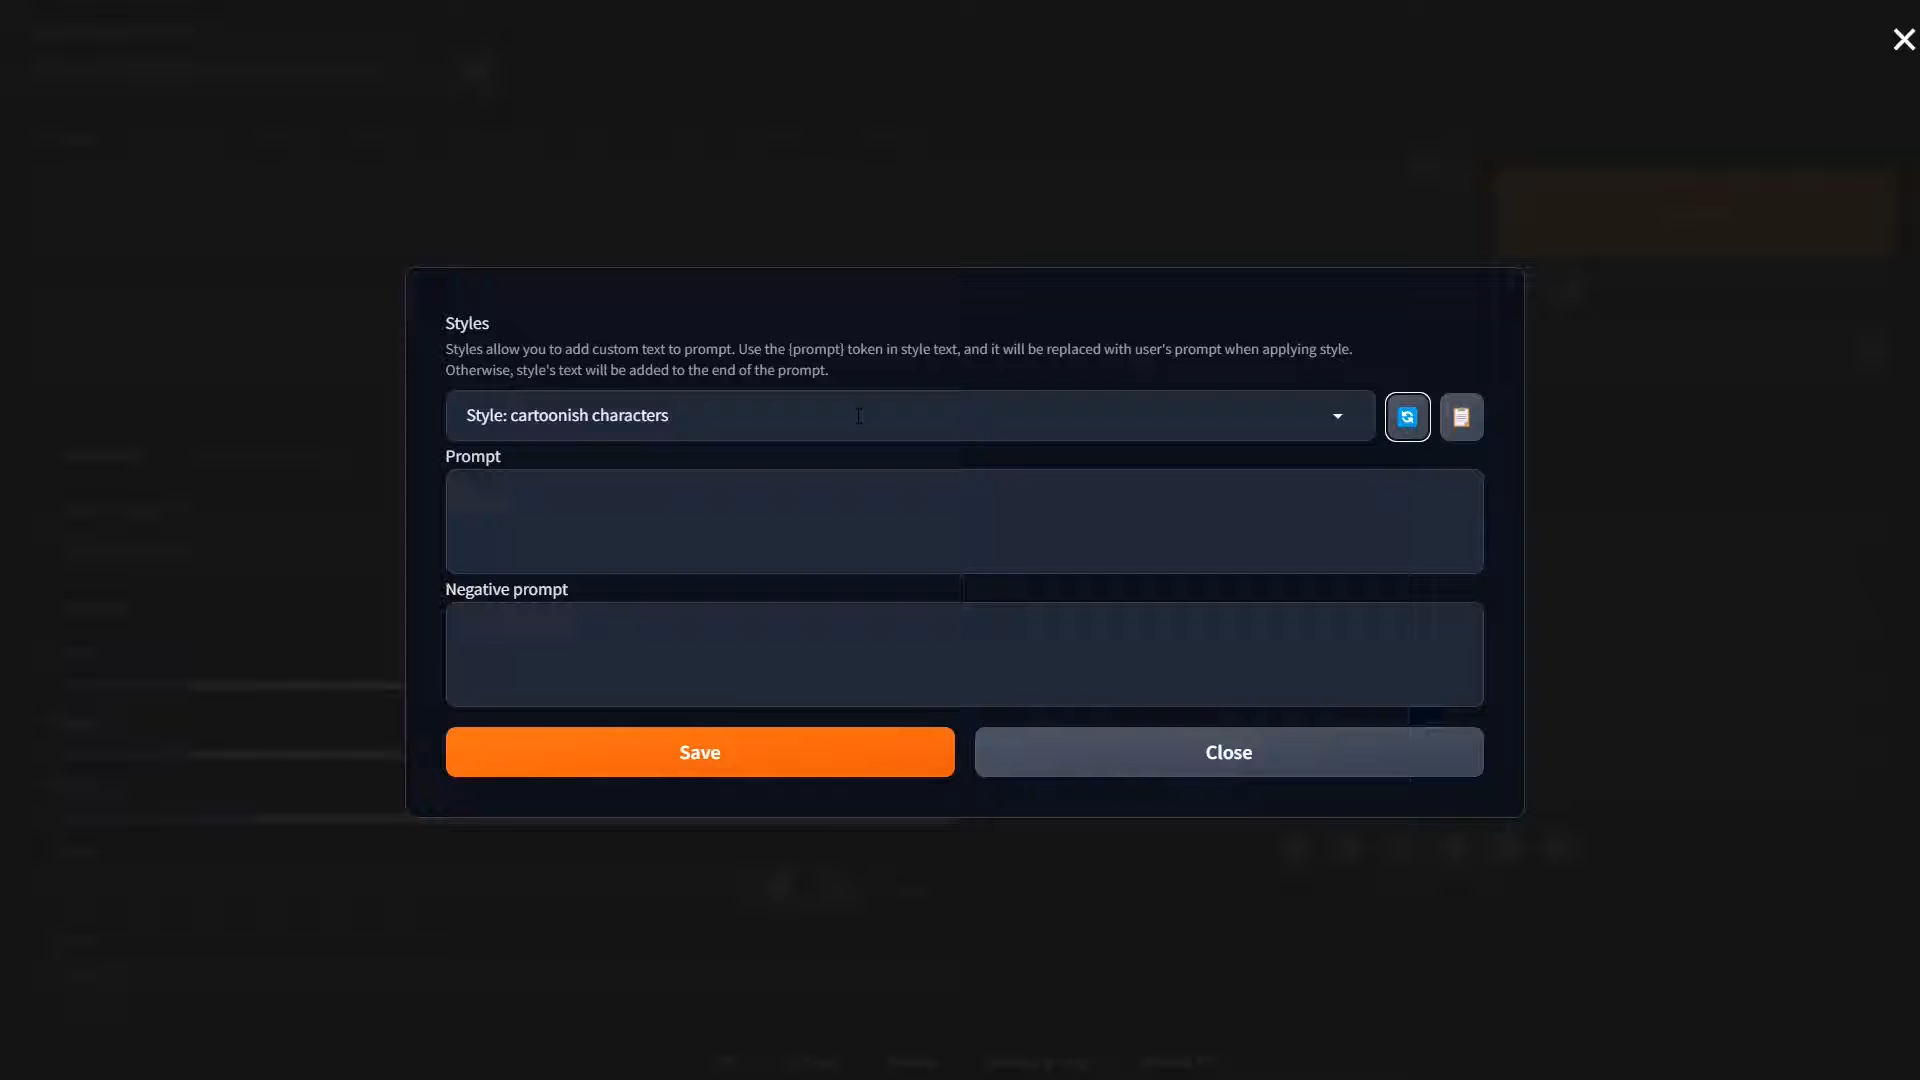 Styles
Styles allow you to add custom text to prompt. Use the {prompt} token in style text, and it will be replaced with user's prompt when applying style.
Otherwise, style's text will be added to the end of the prompt.
Style: cartoonish characters
Prompt
Negative prompt
Save
Close